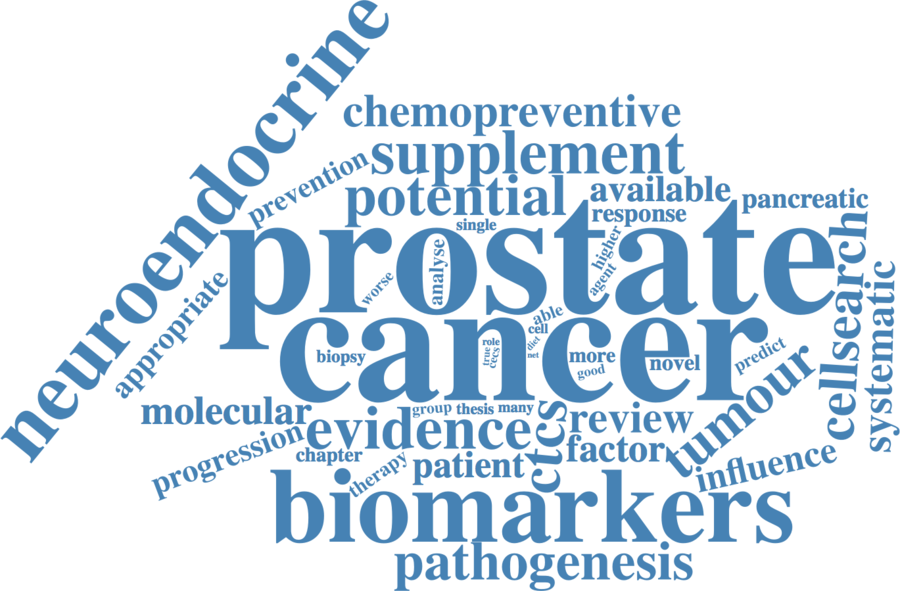 neuroendocrine
chemopreventive
supplement
prevention
potential
available
pancreatic
response
single
prostate
higher
analyse
agent
worse
appropriate
cellsearch
systematic
able
cell
cancer
role
true
cecs
diet
net
biopsy
more
good
novel
predict
tumour
molecular
group
thesis
many
ctcs
review
evidence
factor
progression
chapter
therapy
patient
influence
biomarkers
pathogenesis